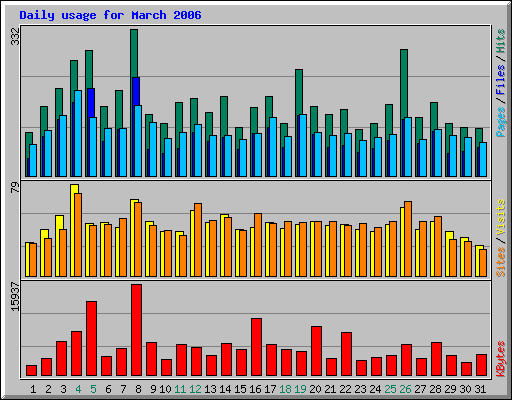 Daily usage for March 2006
332
Pages / Files / Hits
79
Sites / Visits
15937
KBytes
1 2 3 4 5 6 7 8 9 10 11 12 13 14 15 16 17 18 19 20 21 22 23 24 25 26 27 28 29 30 31